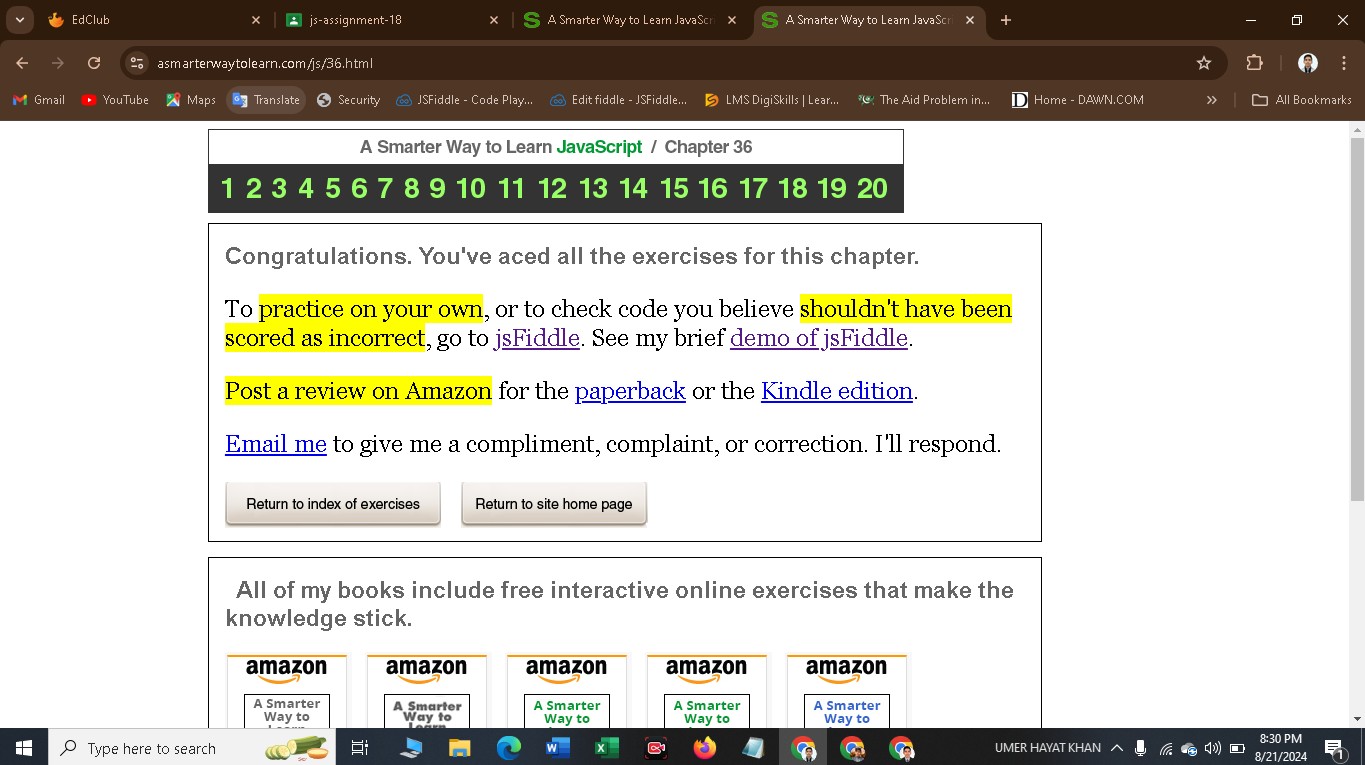 EdClub
js-assignment-18
A Smarter Way to Learn JavaScr
A Smarter Way to Learn JavaScr
asmarterwaytolearn.com/js/36.html
Gmail
YouTube
Maps
Translate
Security
JSFiddle - Code Play...
Edit fiddle - JSFiddle...
LMS DigiSkills | Lear...
The Aid Problem in...
Home - DAWN.COM
All Bookmarks
A Smarter Way to Learn JavaScript / Chapter 36
1 2 3 4 5 6 7 8 9 10 11 12 13 14 15 16 17 18 19 20
Congratulations. You've aced all the exercises for this chapter.
To practice on your own, or to check code you believe shouldn't have been
scored as incorrect, go to jsFiddle. See my brief demo of jsFiddle.
Post a review on Amazon for the paperback or the Kindle edition.
Email me to give me a compliment, complaint, or correction. I'll respond.
Return to index of exercises
Return to site home page
All of my books include free interactive online exercises that make the
knowledge stick.
amazon
amazon
amazon
amazon
amazon
A Smarter
Way to
Learn
A Smarter
Way to
Learn
A Smarter
Way to
A Smarter
Way to
A Smarter
Way to
Type here to search
UMER HAYAT KHAN
8:30 PM
8/21/2024
1